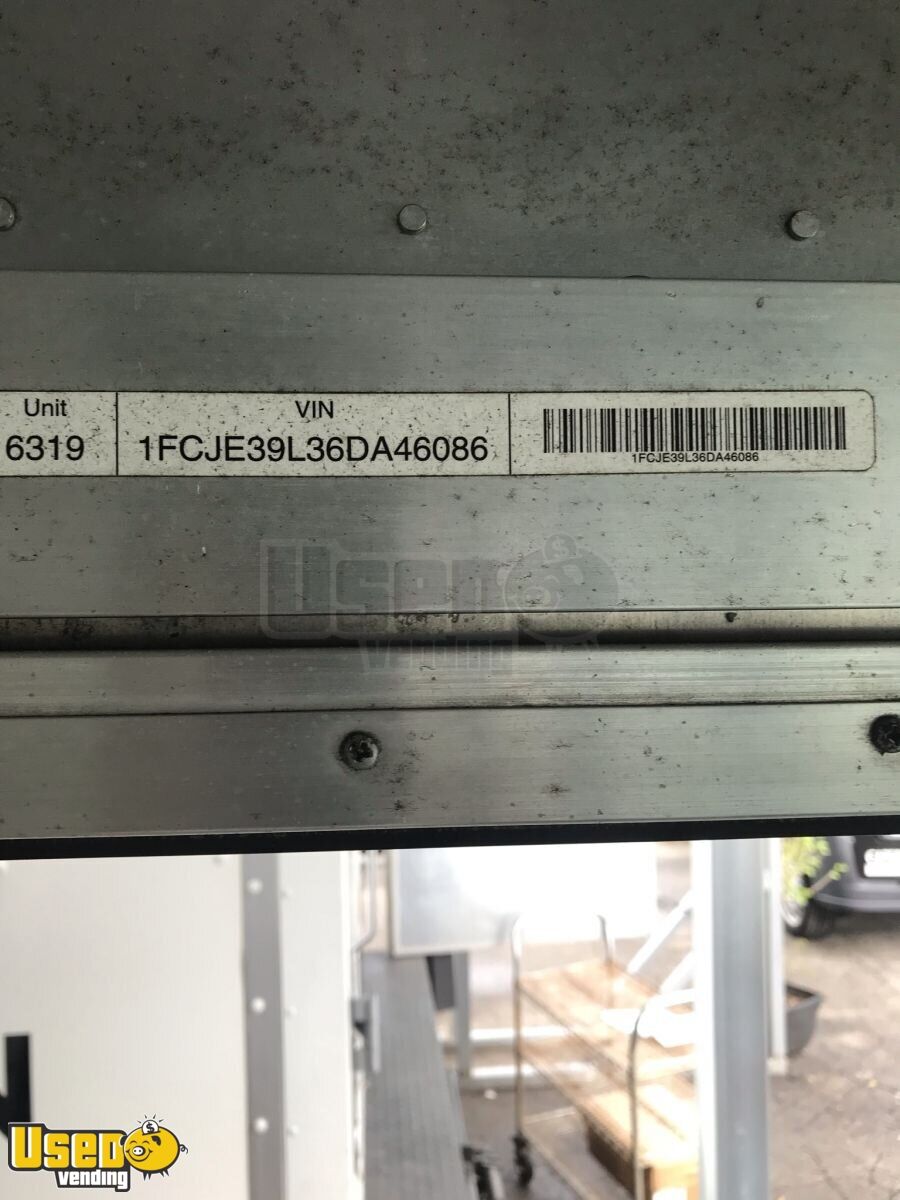 Unit
6319
VIN
1FCJE39L36DA46086
1FCJE39L36DA46086
Used
Vending
Used
Vending